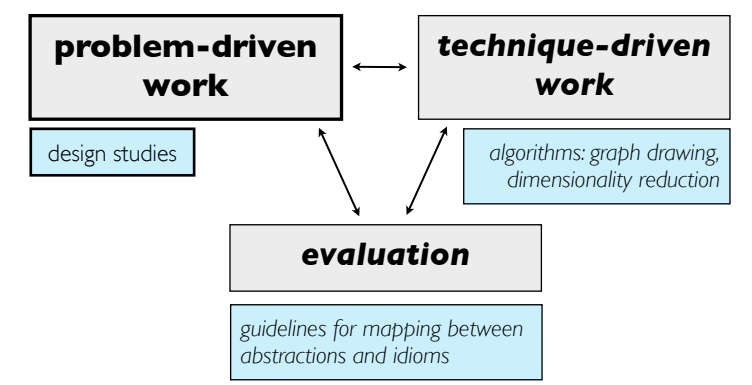 problem-driven
work
technique-driven
work
design studies
algorithms: graph drawing,
dimensionality reduction
evaluation
guidelines for mapping between
abstractions and idioms